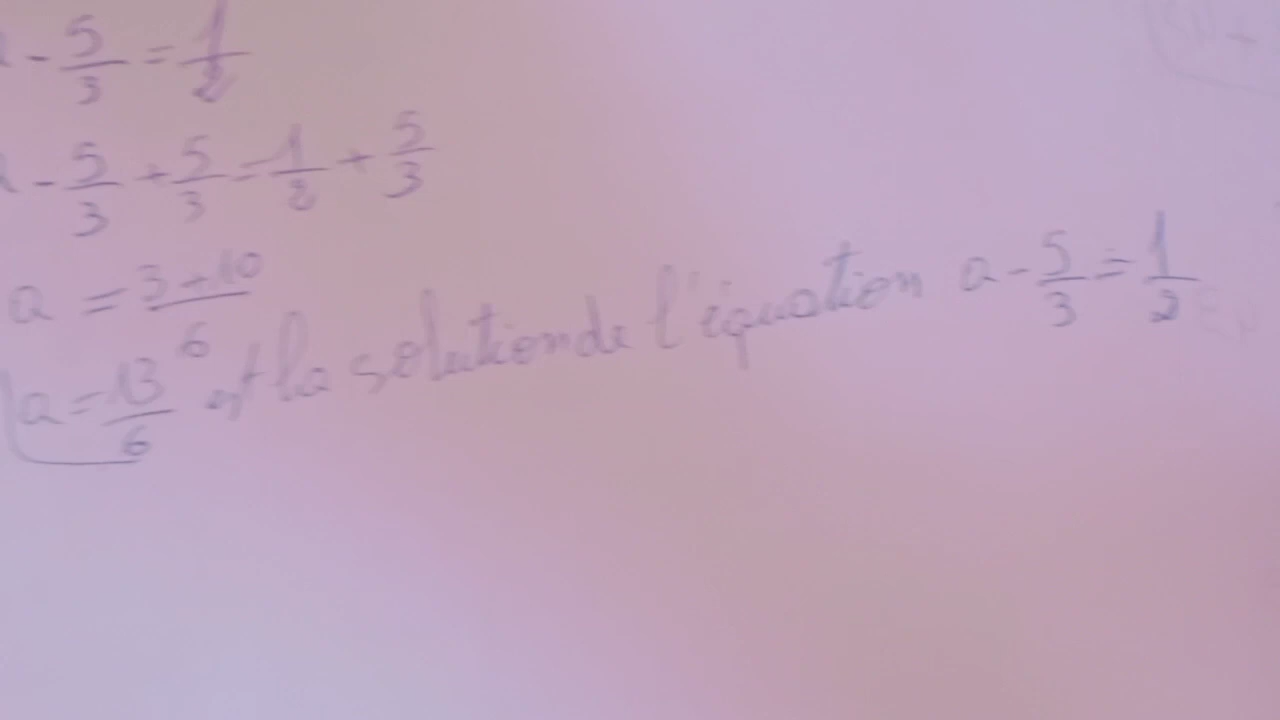 a - 5/3 = 1/2
a - 5/3 + 5/3 = 1/2 + 5/3
a = 3+10/6
a = 13/6 est la solution de l'équation a - 5/3 = 1/2